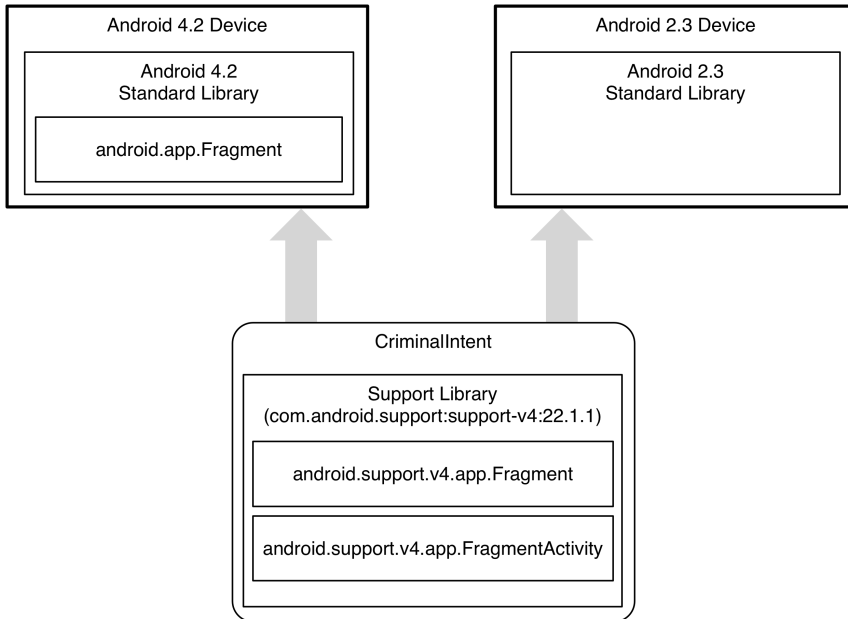 Android 4.2 Device
Android 4.2
Standard Library
android.app.Fragment
Android 2.3 Device
Android 2.3
Standard Library
CriminalIntent
Support Library
(com.android.support:support-v4:22.1.1)
android.support.v4.app.Fragment
android.support.v4.app.FragmentActivity